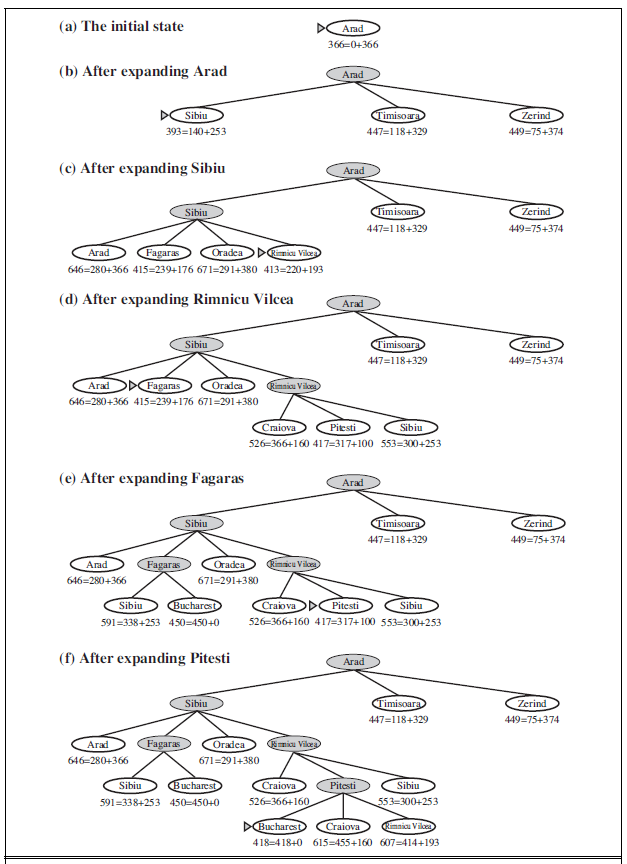 (a) The initial state
Arad
366=0+366
(b) After expanding Arad
Arad
Sibiu Timisoara Zerind
393=140+253 447=118+329 449=75+374
(c) After expanding Sibiu
Arad
Sibiu Timisoara Zerind
447=118+329 449=75+374
Arad Fagaras Oradea Rimnicu Vilcea
646=280+366 415=239+176 671=291+380 413=220+193
(d) After expanding Rimnicu Vilcea
Arad
Sibiu Timisoara Zerind
447=118+329 449=75+374
Arad Fagaras Oradea Rimnicu Vilcea
646=280+366 415=239+176 671=291+380
Craiova Pitesti Sibiu
526=366+160 417=317+100 553=300+253
(e) After expanding Fagaras
Arad
Sibiu Timisoara Zerind
447=118+329 449=75+374
Arad Fagaras Oradea Rimnicu Vilcea
646=280+366 671=291+380
Sibiu Bucharest Craiova Pitesti Sibiu
591=338+253 450=450+0 526=366+160 417=317+100 553=300+253
(f) After expanding Pitesti
Arad
Sibiu Timisoara Zerind
447=118+329 449=75+374
Arad Fagaras Oradea Rimnicu Vilcea
646=280+366 671=291+380
Sibiu Bucharest Craiova Pitesti Sibiu
591=338+253 450=450+0 526=366+160 553=300+253
Bucharest Craiova Rimnicu Vilcea
418=418+0 615=455+160 607=414+193